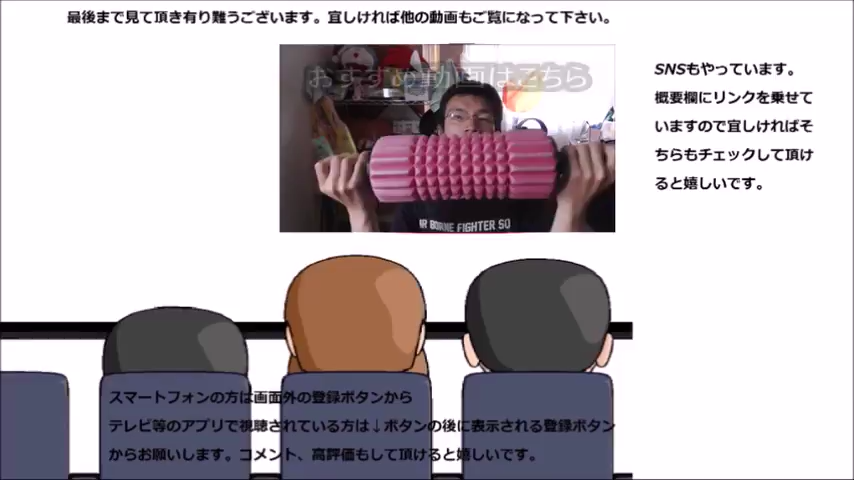 最後まで見て頂き有り難うございます。宜しければ他の動画もご覧になって下さい。
おすすめ動画はこちら
SNSもやっています。
概要欄にリンクを乗せて
いますので宜しければそ
ちらもチェックして頂け
ると嬉しいです。
BORNE FIGHTER SO
スマートフォンの方は画面外の登録ボタンから
テレビ等のアプリで視聴されている方は↓ボタンの後に表示される登録ボタン
からお願いします。コメント、高評価もして頂けると嬉しいです。